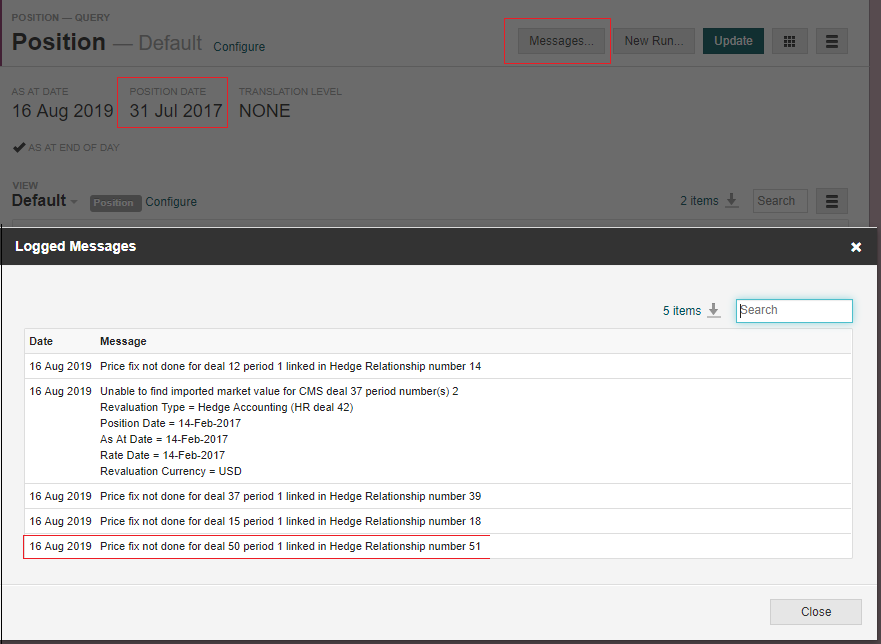 POSITION — QUERY
Position — Default Configure
Messages... New Run... Update
AS AT DATE POSITION DATE TRANSLATION LEVEL
16 Aug 2019 31 Jul 2017 NONE
AS AT END OF DAY
VIEW
Default Position Configure 2 items Search
Logged Messages
5 items Search
Date Message
16 Aug 2019 Price fix not done for deal 12 period 1 linked in Hedge Relationship number 14
16 Aug 2019 Unable to find imported market value for CMS deal 37 period number(s) 2
Revaluation Type = Hedge Accounting (HR deal 42)
Position Date = 14-Feb-2017
As At Date = 14-Feb-2017
Rate Date = 14-Feb-2017
Revaluation Currency = USD
16 Aug 2019 Price fix not done for deal 37 period 1 linked in Hedge Relationship number 39
16 Aug 2019 Price fix not done for deal 15 period 1 linked in Hedge Relationship number 18
16 Aug 2019 Price fix not done for deal 50 period 1 linked in Hedge Relationship number 51
Close